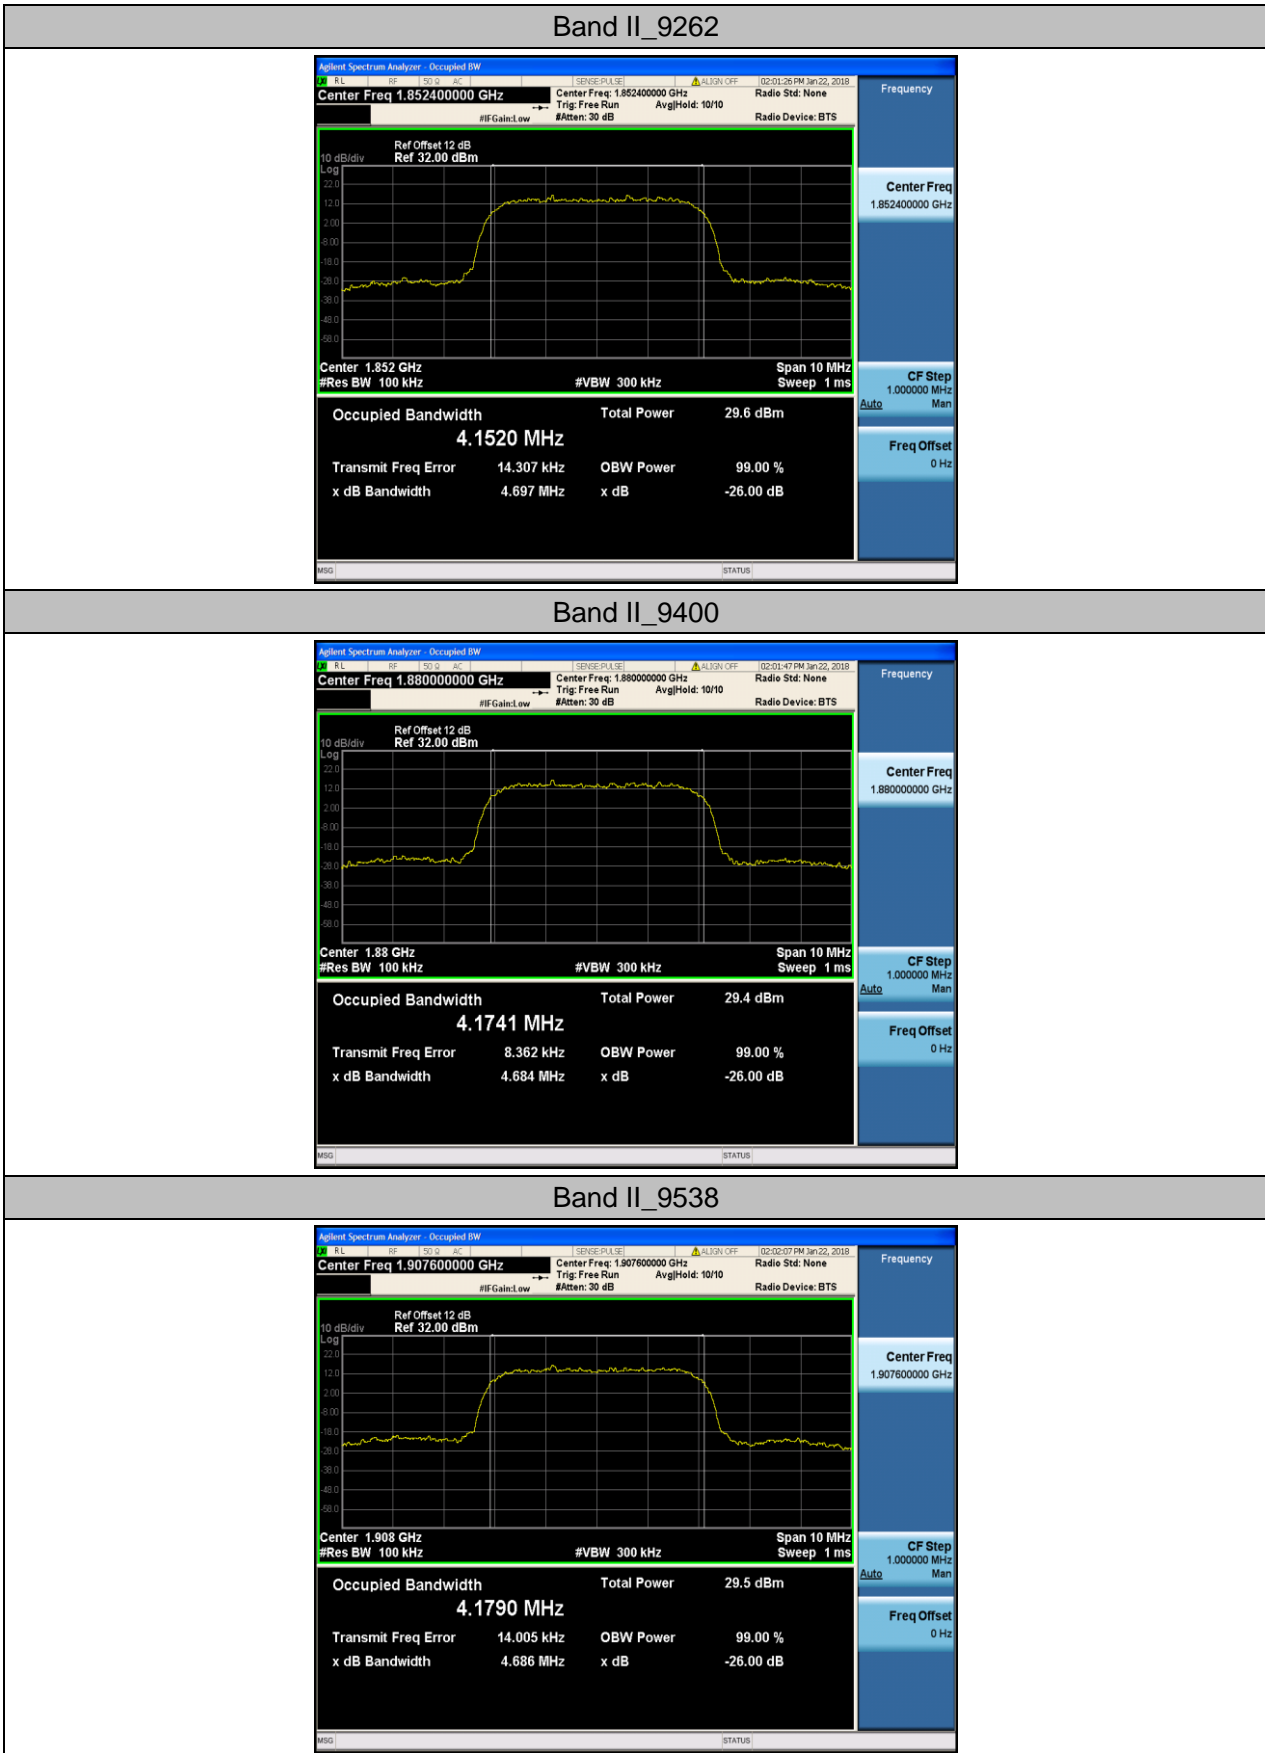 Band II_9262
Agilent Spectrum Analyzer - Occupied BW
LXI RL RF 50 Ω AC SENSE:PULSE ALIGN OFF 02:01:26 PM Jan 22, 2018
Center Freq 1.852400000 GHz Center Freq: 1.852400000 GHz Radio Std: None Frequency
Trig: Free Run Avg|Hold: 10/10
#IFGain:Low #Atten: 30 dB Radio Device: BTS
Ref Offset 12 dB
10 dB/div Ref 32.00 dBm
Log
22.0
12.0
2.00
-8.00
-18.0
-28.0
-38.0
-48.0
-58.0
Center Freq
1.852400000 GHz
Center 1.852 GHz Span 10 MHz
#Res BW 100 kHz #VBW 300 kHz Sweep 1 ms
CF Step
1.000000 MHz
Auto Man
Occupied Bandwidth Total Power 29.6 dBm
4.1520 MHz
Transmit Freq Error 14.307 kHz OBW Power 99.00 %
x dB Bandwidth 4.697 MHz x dB -26.00 dB
Freq Offset
0 Hz
MSG STATUS
Band II_9400
Agilent Spectrum Analyzer - Occupied BW
LXI RL RF 50 Ω AC SENSE:PULSE ALIGN OFF 02:01:47 PM Jan 22, 2018
Center Freq 1.880000000 GHz Center Freq: 1.880000000 GHz Radio Std: None Frequency
Trig: Free Run Avg|Hold: 10/10
#IFGain:Low #Atten: 30 dB Radio Device: BTS
Ref Offset 12 dB
10 dB/div Ref 32.00 dBm
Log
22.0
12.0
2.00
-8.00
-18.0
-28.0
-38.0
-48.0
-58.0
Center Freq
1.880000000 GHz
Center 1.88 GHz Span 10 MHz
#Res BW 100 kHz #VBW 300 kHz Sweep 1 ms
CF Step
1.000000 MHz
Auto Man
Occupied Bandwidth Total Power 29.4 dBm
4.1741 MHz
Transmit Freq Error 8.362 kHz OBW Power 99.00 %
x dB Bandwidth 4.684 MHz x dB -26.00 dB
Freq Offset
0 Hz
MSG STATUS
Band II_9538
Agilent Spectrum Analyzer - Occupied BW
LXI RL RF 50 Ω AC SENSE:PULSE ALIGN OFF 02:02:07 PM Jan 22, 2018
Center Freq 1.907600000 GHz Center Freq: 1.907600000 GHz Radio Std: None Frequency
Trig: Free Run Avg|Hold: 10/10
#IFGain:Low #Atten: 30 dB Radio Device: BTS
Ref Offset 12 dB
10 dB/div Ref 32.00 dBm
Log
22.0
12.0
2.00
-8.00
-18.0
-28.0
-38.0
-48.0
-58.0
Center Freq
1.907600000 GHz
Center 1.908 GHz Span 10 MHz
#Res BW 100 kHz #VBW 300 kHz Sweep 1 ms
CF Step
1.000000 MHz
Auto Man
Occupied Bandwidth Total Power 29.5 dBm
4.1790 MHz
Transmit Freq Error 14.005 kHz OBW Power 99.00 %
x dB Bandwidth 4.686 MHz x dB -26.00 dB
Freq Offset
0 Hz
MSG STATUS